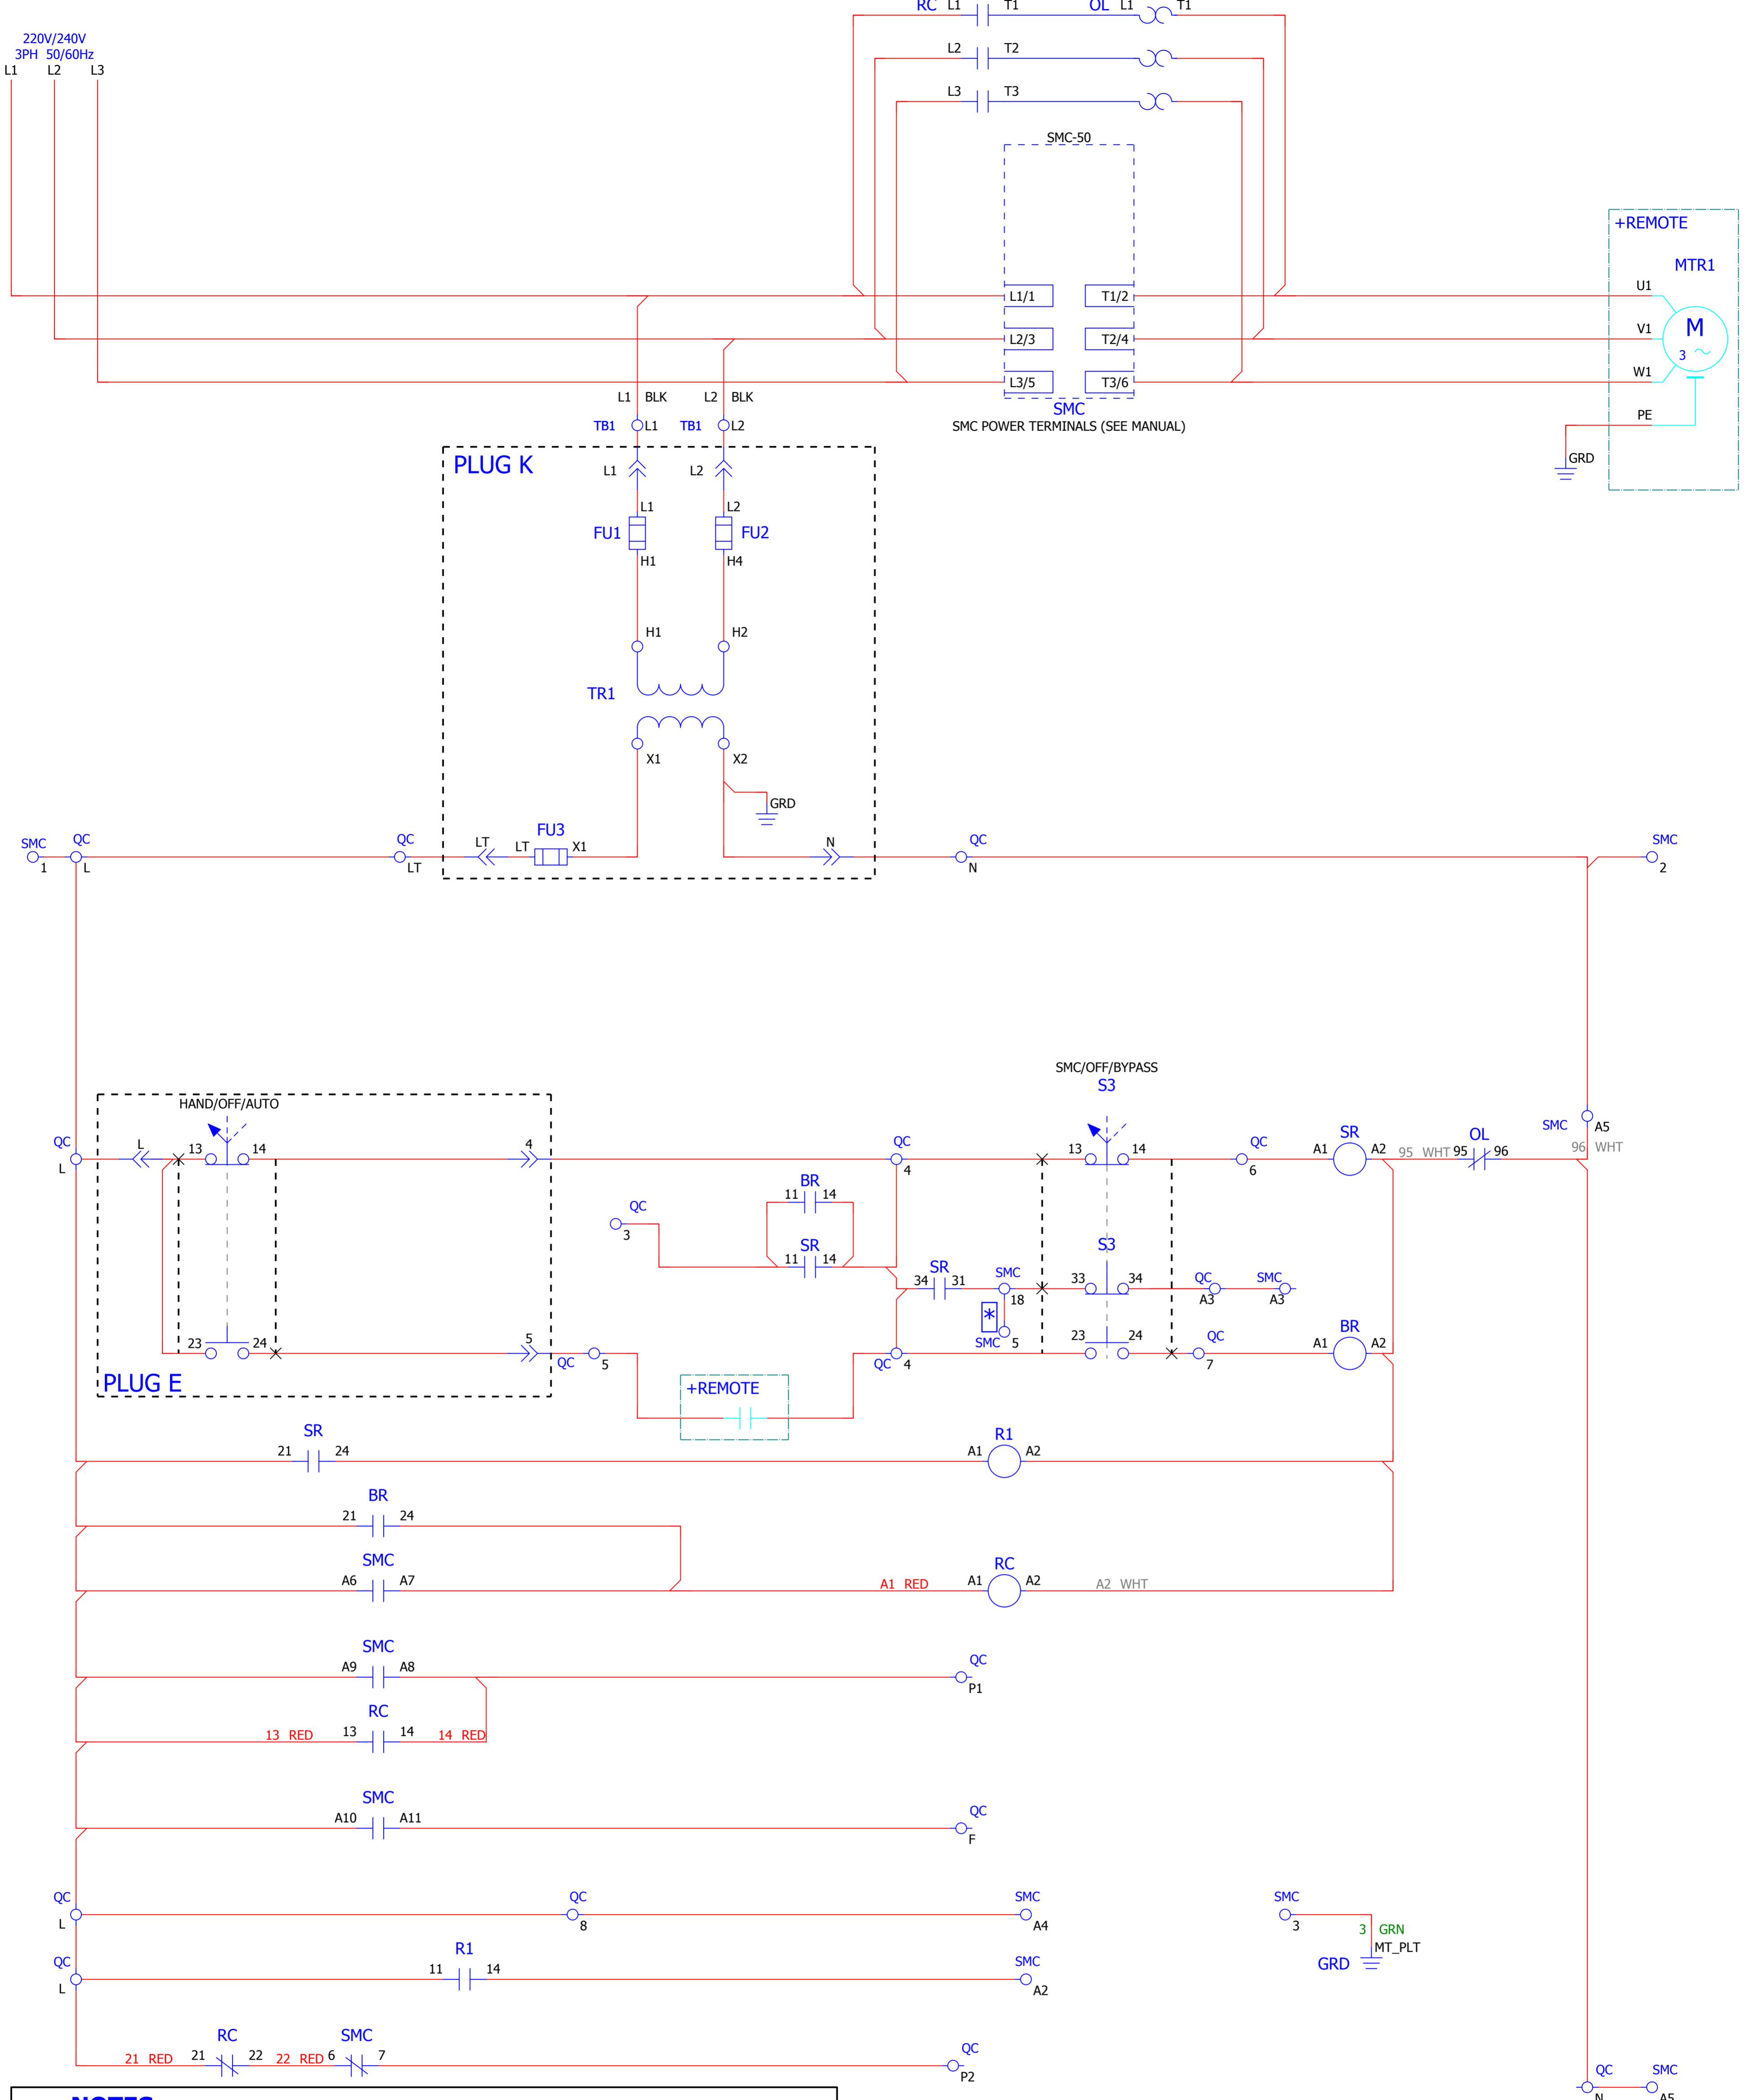 RC L1 T1 OL L1 T1
220V/240V
3PH 50/60Hz
L1 L2 L3
L2 T2
L3 T3
SMC-50
+REMOTE
MTR1
L1/1 T1/2 U1
L2/3 T2/4 V1 M
3
L3/5 T3/6 W1
L1 BLK L2 BLK
SMC
PE
TB1 L1 TB1 L2
SMC POWER TERMINALS (SEE MANUAL)
PLUG K
L1 L2
GRD
L1 L2
FU1 FU2
H1 H4
H1 H2
TR1
X1 X2
GRD
SMC QC QC LT LT FU3 X1 N QC SMC
1 L LT N 2
SMC/OFF/BYPASS
S3
HAND/OFF/AUTO
SMC A5
QC L 13 14 4 QC 13 14 QC A1 SR A2 95 WHT 95 OL 96 96 WHT
L 4 6
BR
11 14
QC
3
SR
11 14
S3
SR
34 31 SMC 33 34 QC SMC
18 A3 A3
*
SMC 5
23 24 5 23 24 QC A1 BR A2
QC 5 QC 4 7
PLUG E
+REMOTE
SR R1
21 24 A1 A2
BR
21 24
SMC RC
A6 A7 A1 RED A1 A2 A2 WHT
SMC QC
A9 A8
P1
RC
13 RED 13 14 14 RED
SMC QC
A10 A11
F
QC QC SMC SMC
L 8 A4 3
3 GRN
MT_PLT
GRD
QC R1 SMC
11 14
L A2
RC SMC QC
21 RED 21 22 22 RED 6 7
P2
QC SMC
N A5
NOTES